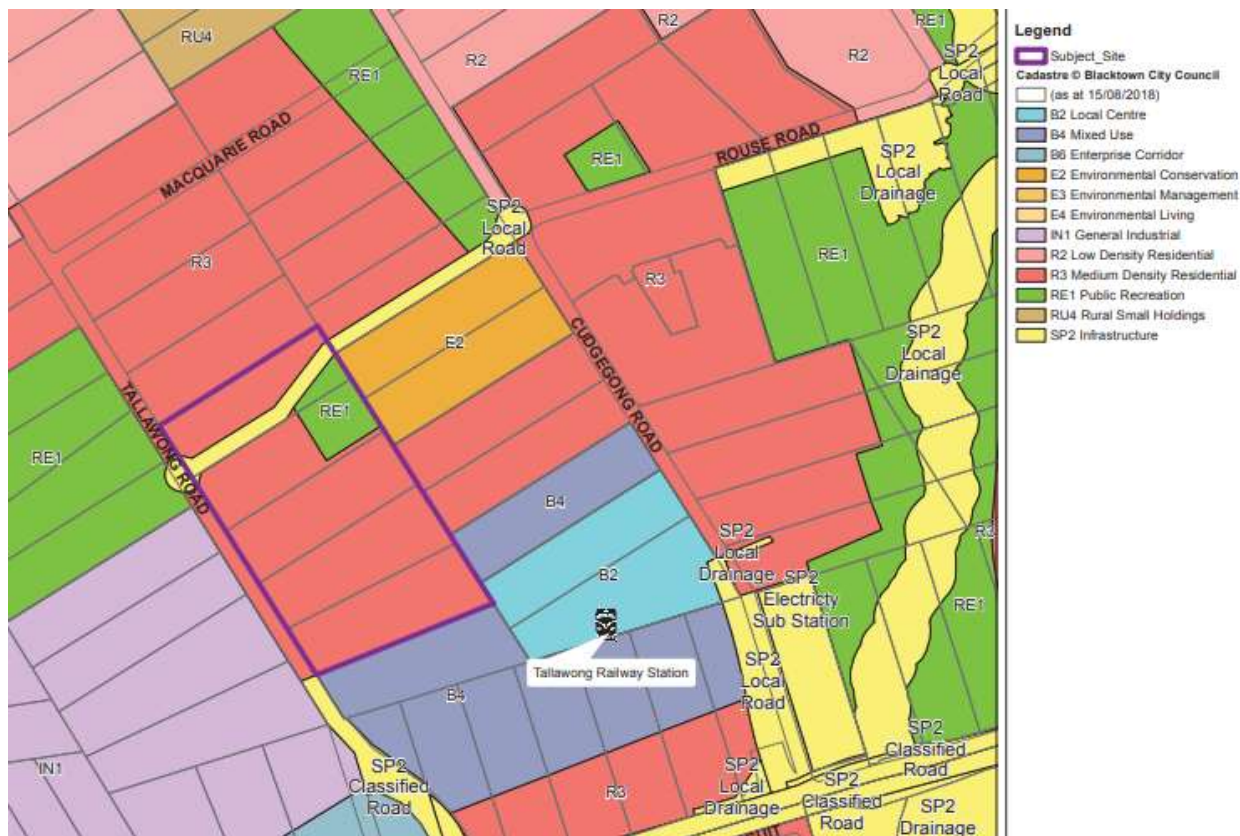 RU4
RE1
R2
R2
R2
RE1
SP2
Local
Road
MACQUARIE ROAD
ROUSE ROAD
RE1
SP2
Local
Drainage
SP2
Local
Road
R3
RE1
R3
E2
SP2
Local
Drainage
CUDGEGONG ROAD
TALLAWONG ROAD
RE1
RE1
B4
R3
SP2
Local
Drainage
B2
SP2
Electricty
Sub Station
RE1
Tallawong Railway Station
SP2
Local
Road
B4
IN1
SP2
Classified
Road
R3
SP2
Local
Drainage
SP2
Classified
Road
SP2
Classified
Road
SP2
Drainage
Legend
Subject_Site
Cadastre © Blacktown City Council
(as at 15/08/2018)
B2 Local Centre
B4 Mixed Use
B6 Enterprise Corridor
E2 Environmental Conservation
E3 Environmental Management
E4 Environmental Living
IN1 General Industrial
R2 Low Density Residential
R3 Medium Density Residential
RE1 Public Recreation
RU4 Rural Small Holdings
SP2 Infrastructure